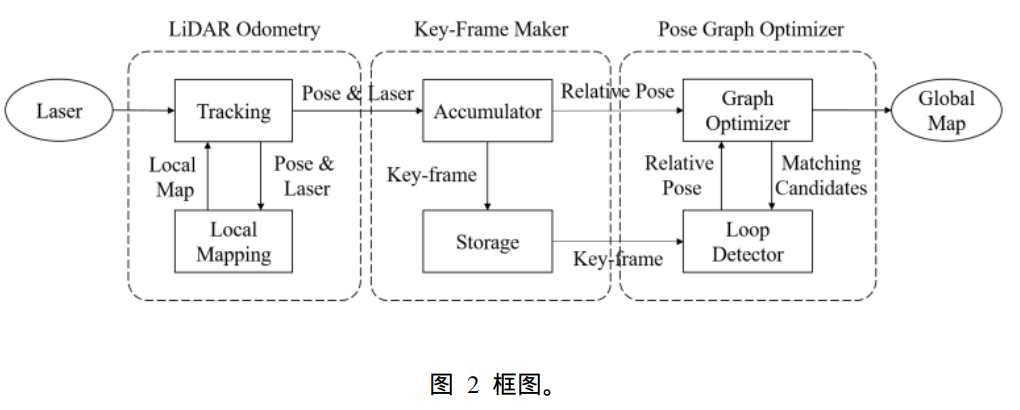 LiDAR Odometry
Key-Frame Maker
Pose Graph Optimizer
Laser
Tracking
Pose & Laser
Accumulator
Relative Pose
Graph
Optimizer
Global
Map
Local
Map
Pose &
Laser
Key-frame
Relative
Pose
Matching
Candidates
Local
Mapping
Storage
Key-frame
Loop
Detector
图 2 框图。